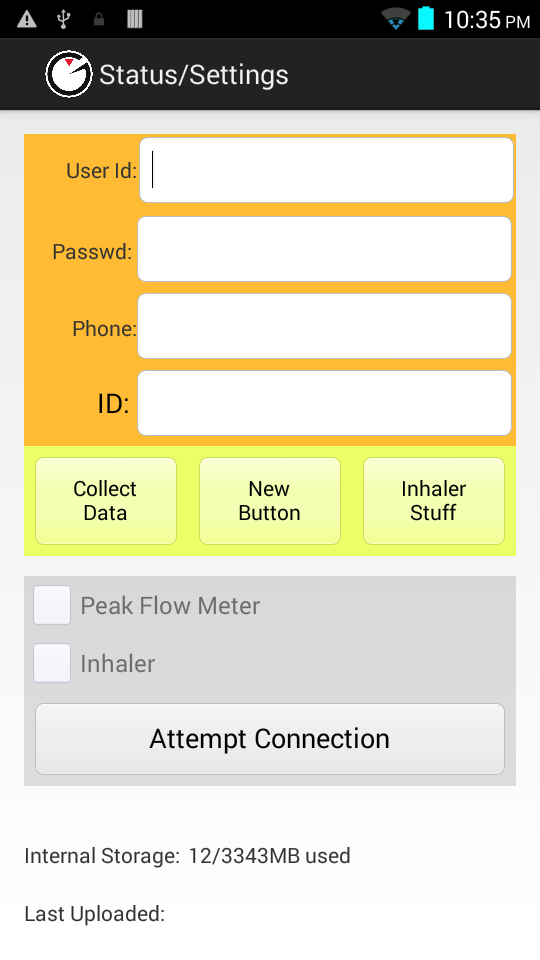 10:35 PM
Status/Settings
User Id:
Passwd:
Phone:
ID:
Collect
Data
New
Button
Inhaler
Stuff
Peak Flow Meter
Inhaler
Attempt Connection
Internal Storage: 12/3343MB used
Last Uploaded: